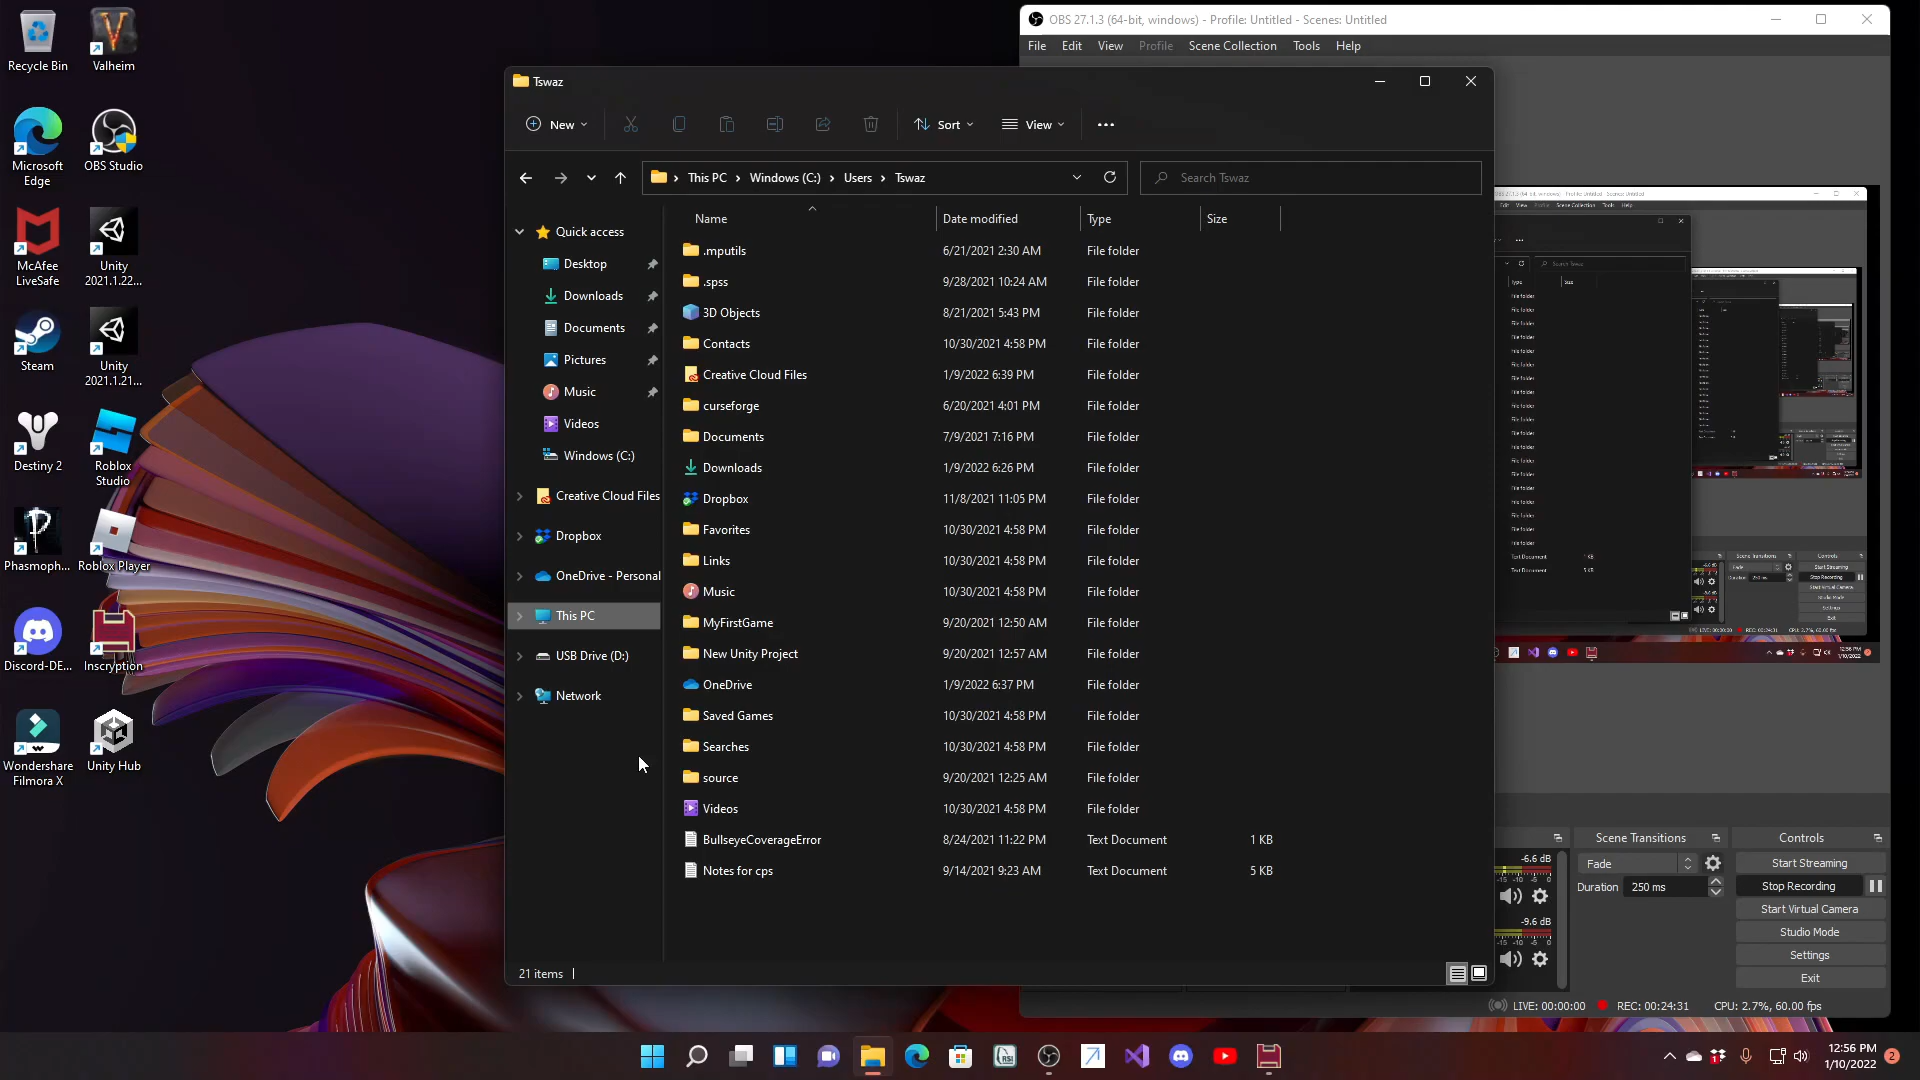 OBS 27.1.3 (64-bit, windows) - Profile: Untitled - Scenes: Untitled
File Edit View Profile Scene Collection Tools Help
Recycle Bin
Valheim
Microsoft
Edge
OBS Studio
McAfee
LiveSafe
Unity
2021.1.22...
Steam
Unity
2021.1.21...
Destiny 2
Roblox
Studio
Phasmoph...
Roblox Player
Discord-DE...
Inscryption
Wondershare
Filmora X
Unity Hub
Tswaz
New
Sort
View
This PC > Windows (C:) > Users > Tswaz
Search Tswaz
Quick access
Desktop
Downloads
Documents
Pictures
Music
Videos
Windows (C:)
Creative Cloud Files
Dropbox
OneDrive - Personal
This PC
USB Drive (D:)
Network
Name Date modified Type Size
.mputils 6/21/2021 2:30 AM File folder
.spss 9/28/2021 10:24 AM File folder
3D Objects 8/21/2021 5:43 PM File folder
Contacts 10/30/2021 4:58 PM File folder
Creative Cloud Files 1/9/2022 6:39 PM File folder
curseforge 6/20/2021 4:01 PM File folder
Documents 7/9/2021 7:16 PM File folder
Downloads 1/9/2022 6:26 PM File folder
Dropbox 11/8/2021 11:05 PM File folder
Favorites 10/30/2021 4:58 PM File folder
Links 10/30/2021 4:58 PM File folder
Music 10/30/2021 4:58 PM File folder
MyFirstGame 9/20/2021 12:50 AM File folder
New Unity Project 9/20/2021 12:57 AM File folder
OneDrive 1/9/2022 6:37 PM File folder
Saved Games 10/30/2021 4:58 PM File folder
Searches 10/30/2021 4:58 PM File folder
source 9/20/2021 12:25 AM File folder
Videos 10/30/2021 4:58 PM File folder
BullseyeCoverageError 8/24/2021 11:22 PM Text Document 1 KB
Notes for cps 9/14/2021 9:23 AM Text Document 5 KB
21 items
-6.6 dB
-15 -10 -5 0
-9.6 dB
-15 -10 -5 0
Scene Transitions
Fade
Duration 250 ms
Controls
Start Streaming
Stop Recording
Start Virtual Camera
Studio Mode
Settings
Exit
LIVE: 00:00:00 REC: 00:24:31 CPU: 2.7%, 60.00 fps
12:56 PM
1/10/2022
2